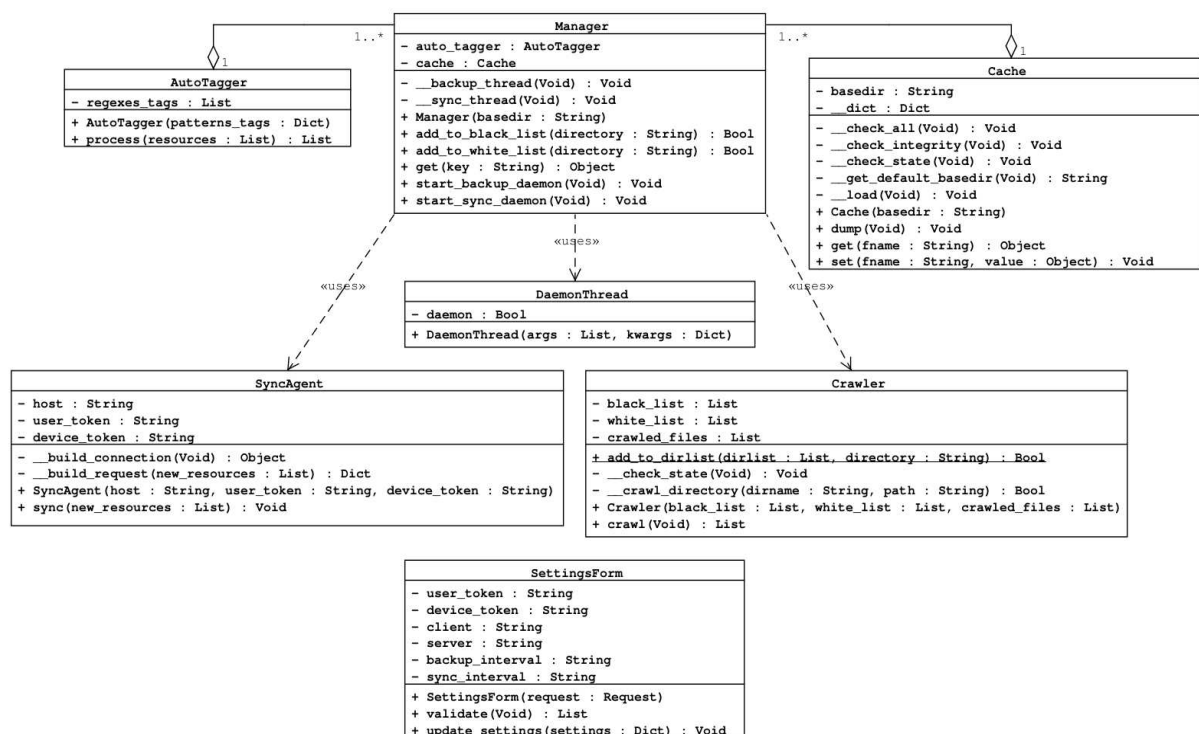 Manager
- auto_tagger : AutoTagger
- cache : Cache
- __backup_thread(Void) : Void
- __sync_thread(Void) : Void
+ Manager(basedir : String)
+ add_to_black_list(directory : String) : Bool
+ add_to_white_list(directory : String) : Bool
+ get(key : String) : Object
+ start_backup_daemon(Void) : Void
+ start_sync_daemon(Void) : Void
1..*
1
1..*
1
AutoTagger
- regexes_tags : List
+ AutoTagger(patterns_tags : Dict)
+ process(resources : List) : List
Cache
- basedir : String
- __dict : Dict
- __check_all(Void) : Void
- __check_integrity(Void) : Void
- __check_state(Void) : Void
- __get_default_basedir(Void) : String
- __load(Void) : Void
+ Cache(basedir : String)
+ dump(Void) : Void
+ get(fname : String) : Object
+ set(fname : String, value : Object) : Void
«uses»
«uses»
«uses»
DaemonThread
- daemon : Bool
+ DaemonThread(args : List, kwargs : Dict)
SyncAgent
- host : String
- user_token : String
- device_token : String
- __build_connection(Void) : Object
- __build_request(new_resources : List) : Dict
+ SyncAgent(host : String, user_token : String, device_token : String)
+ sync(new_resources : List) : Void
Crawler
- black_list : List
- white_list : List
- crawled_files : List
+ add_to_dirlist(dirlist : List, directory : String) : Bool
- __check_state(Void) : Void
- __crawl_directory(dirname : String, path : String) : Bool
+ Crawler(black_list : List, white_list : List, crawled_files : List)
+ crawl(Void) : List
SettingsForm
- user_token : String
- device_token : String
- client : String
- server : String
- backup_interval : String
- sync_interval : String
+ SettingsForm(request : Request)
+ validate(Void) : List
+ update_settings(settings : Dict) : Void